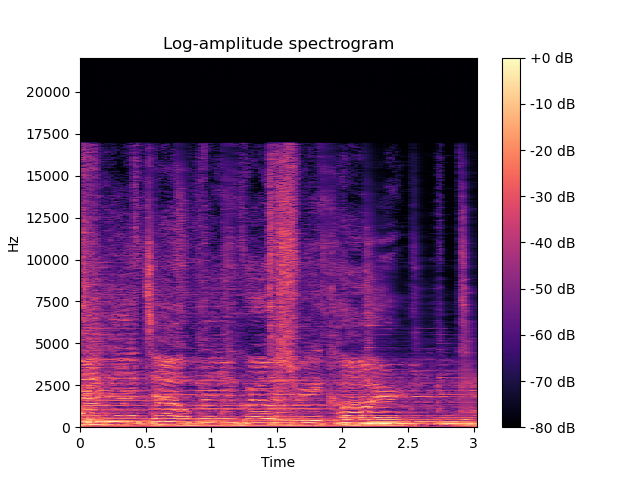 Log-amplitude spectrogram
Hz
20000
17500
15000
12500
10000
7500
5000
2500
0
0
0.5
1
1.5
2
2.5
3
Time
+0 dB
-10 dB
-20 dB
-30 dB
-40 dB
-50 dB
-60 dB
-70 dB
-80 dB